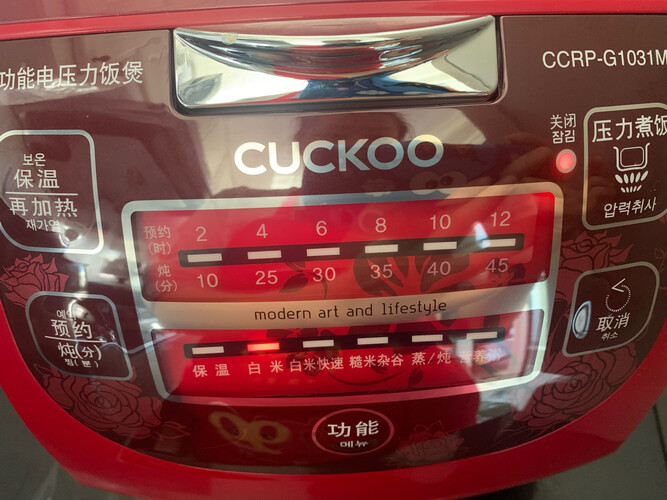 功能电压力饭煲
CCRP-G1031M
关闭
잠김
压力煮饭
압력취사
보온
保温
再加热
재가열
CUCKOO
预约
(时)
2 4 6 8 10 12
炖
(分)
10 25 30 35 40 45
modern art and lifestyle
保温 白米 白米快速 糙米杂谷 蒸/炖
预约
炖(分)
取消
취소
功能
메뉴